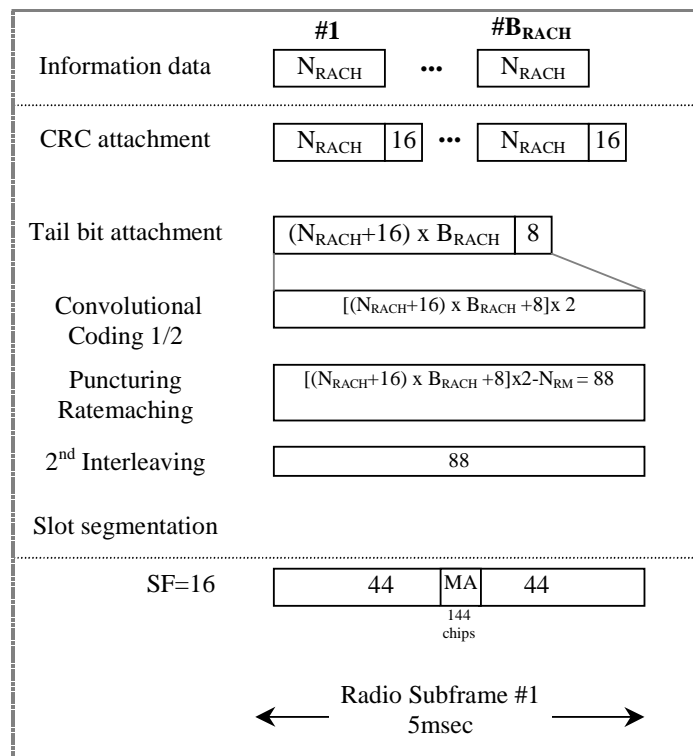 #1 #B_RACH
Information data N_RACH ••• N_RACH
CRC attachment N_RACH 16 ••• N_RACH 16
Tail bit attachment (N_RACH+16) x B_RACH 8
Convolutional
Coding 1/2
[(N_RACH+16) x B_RACH +8]x 2
Puncturing
Ratemaching
[(N_RACH+16) x B_RACH +8]x2-N_RM = 88
2nd Interleaving 88
Slot segmentation
SF=16 44 MA 44
144
chips
Radio Subframe #1
5msec